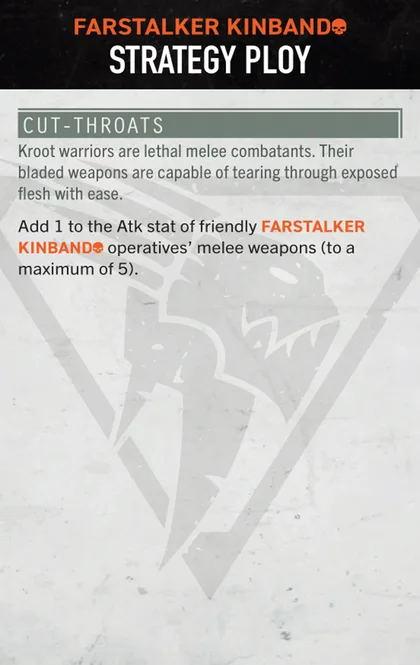 FARSTALKER KINBAND
STRATEGY PLOY
CUT-THROATS
Kroot warriors are lethal melee combatants. Their
bladed weapons are capable of tearing through exposed
flesh with ease.
Add 1 to the Atk stat of friendly FARSTALKER
KINBAND operatives’ melee weapons (to a
maximum of 5).